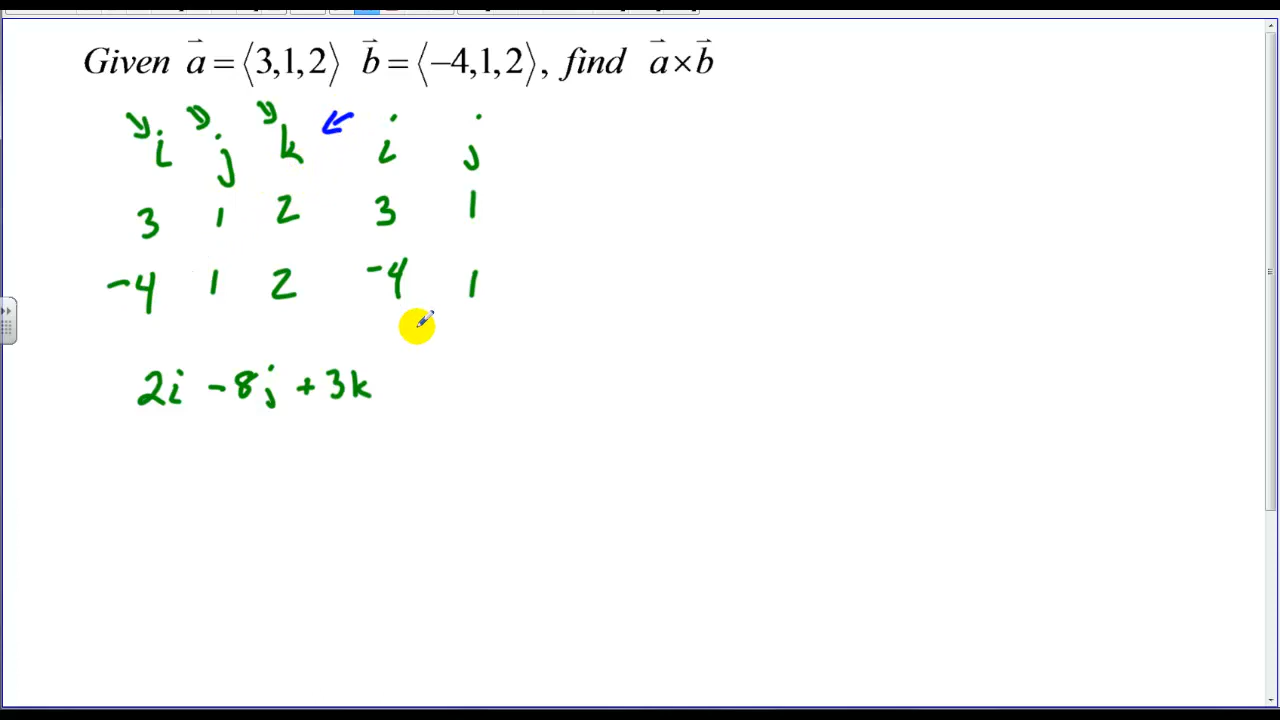 Given a⃗ = ⟨3,1,2⟩ b⃗ = ⟨−4,1,2⟩, find a⃗×b⃗
i j k i j
3 1 2 3 1
-4 1 2 -4 1
2i - 8j + 3k